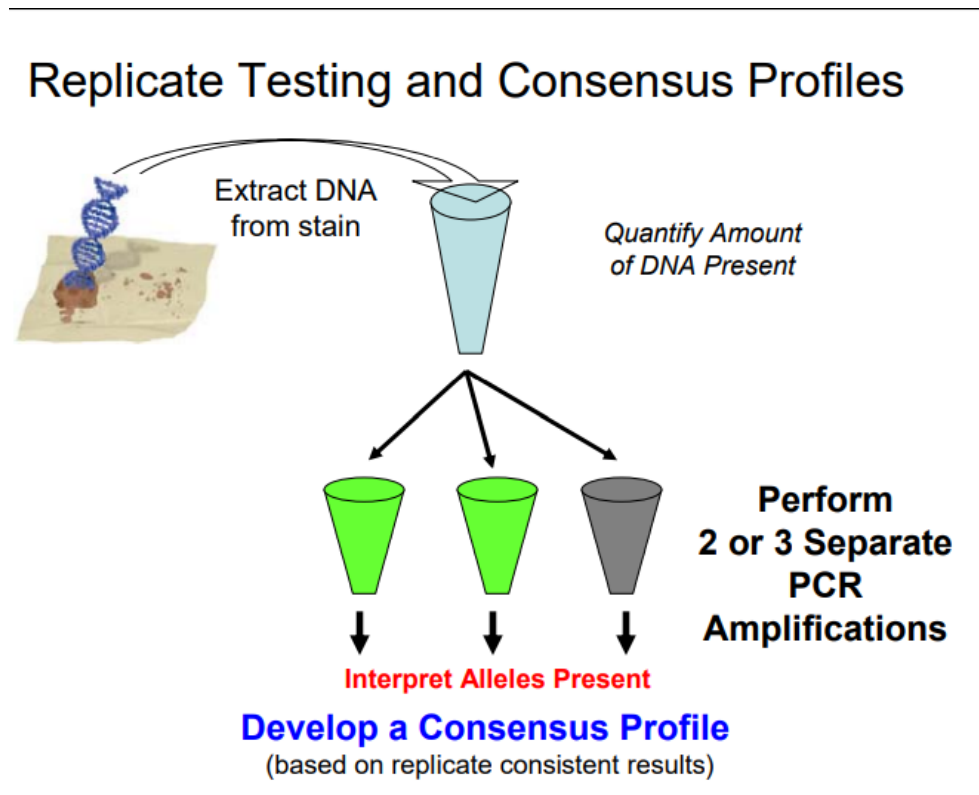 Replicate Testing and Consensus Profiles
Extract DNA
from stain
Quantify Amount
of DNA Present
Perform
2 or 3 Separate
PCR
Amplifications
Interpret Alleles Present
Develop a Consensus Profile
(based on replicate consistent results)